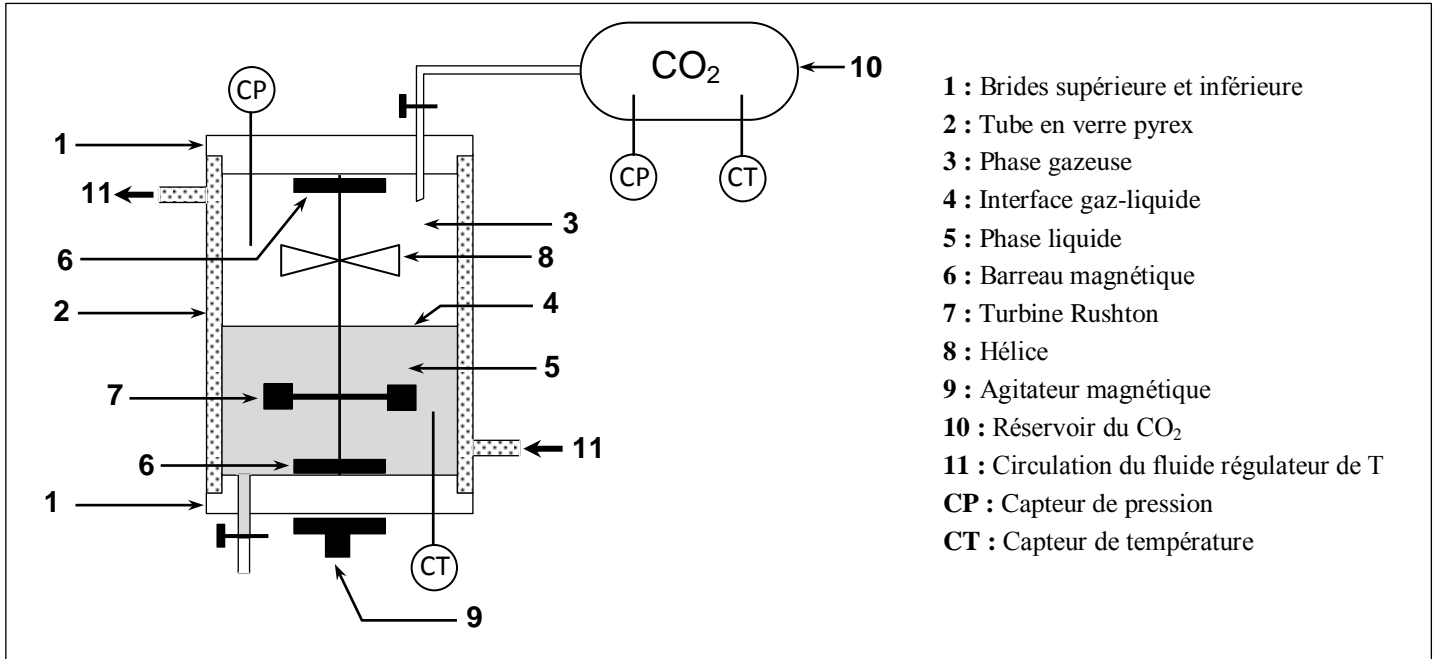 CO₂
10
CP
1
CP
CT
11
3
6
8
4
2
5
7
11
6
1
CT
9
1 : Brides supérieure et inférieure
2 : Tube en verre pyrex
3 : Phase gazeuse
4 : Interface gaz-liquide
5 : Phase liquide
6 : Barreau magnétique
7 : Turbine Rushton
8 : Hélice
9 : Agitateur magnétique
10 : Réservoir du CO₂
11 : Circulation du fluide régulateur de T
CP : Capteur de pression
CT : Capteur de température